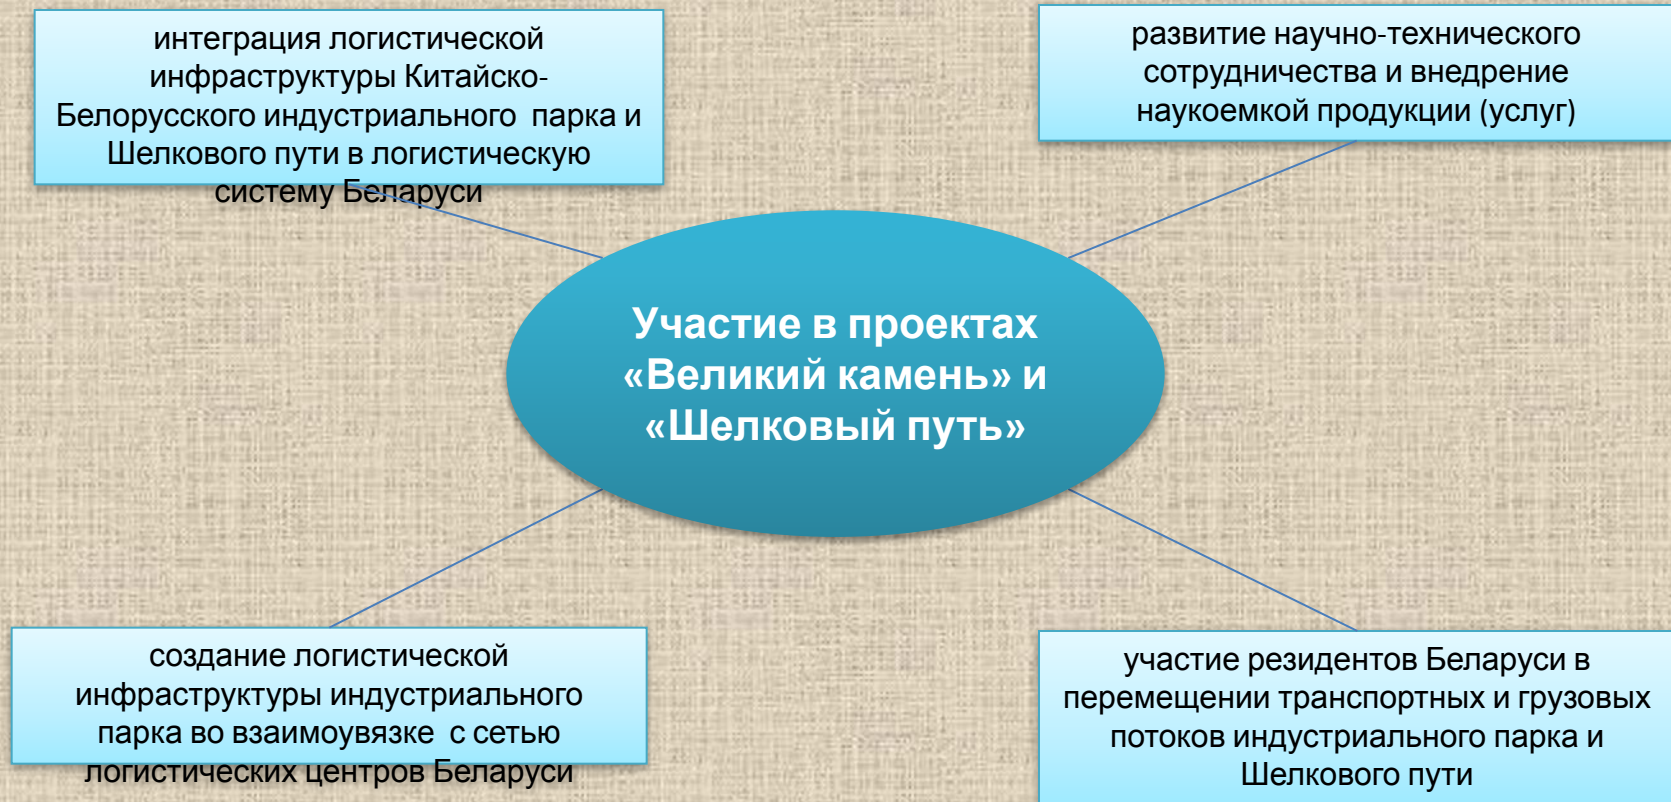 интеграция логистической
инфраструктуры Китайско-
Белорусского индустриального парка и
Шелкового пути в логистическую
систему Беларуси
развитие научно-технического
сотрудничества и внедрение
наукоемкой продукции (услуг)
Участие в проектах
«Великий камень» и
«Шелковый путь»
создание логистической
инфраструктуры индустриального
парка во взаимоувязке с сетью
логистических центров Беларуси
участие резидентов Беларуси в
перемещении транспортных и грузовых
потоков индустриального парка и
Шелкового пути